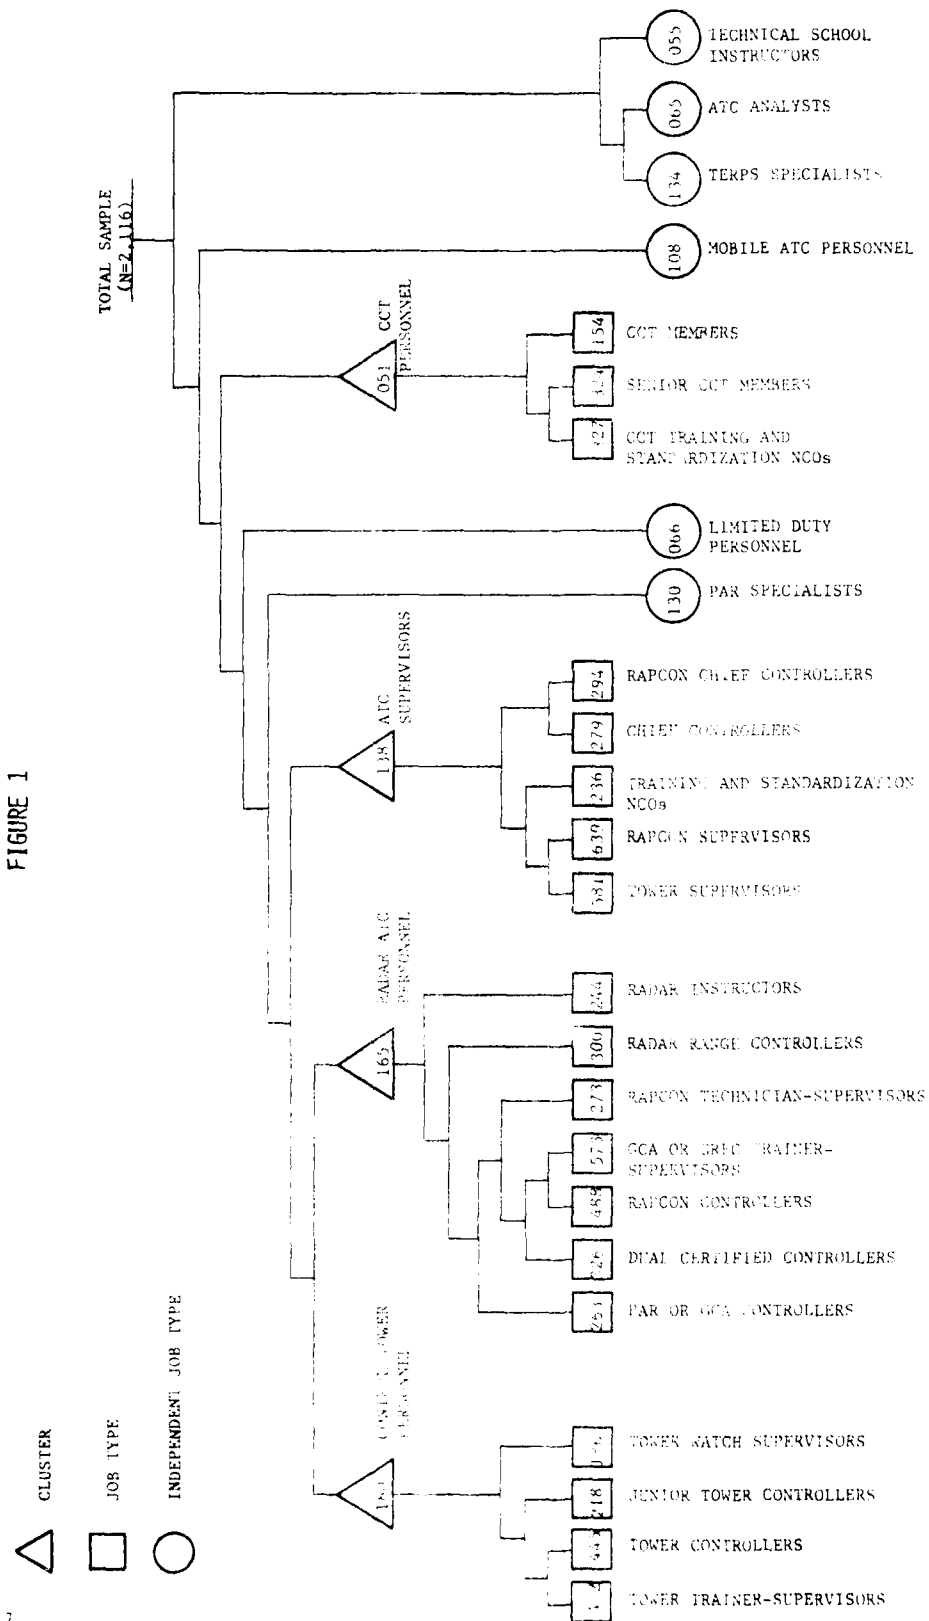 FIGURE 1
TOTAL SAMPLE
(N=2,116)
CLUSTER
JOB TYPE
INDEPENDENT JOB TYPE
055
TECHNICAL SCHOOL
INSTRUCTORS
065
ATC ANALYSTS
134
TERPS SPECIALISTS
108
MOBILE ATC PERSONNEL
051
CCT
PERSONNEL
154
CCT MEMBERS
SENIOR CCT MEMBERS
CCT TRAINING AND
STANDARDIZATION NCOs
066
LIMITED DUTY
PERSONNEL
130
PAR SPECIALISTS
138
ATC
SUPERVISORS
294
RAPCON CHIEF CONTROLLERS
279
CHIEF CONTROLLERS
236
TRAINING AND STANDARDIZATION
NCOs
639
RAPCON SUPERVISORS
TOWER SUPERVISORS
165
RADAR ATC
PERSONNEL
244
RADAR INSTRUCTORS
300
RADAR RANGE CONTROLLERS
273
RAPCON TECHNICIAN-SUPERVISORS
573
GCA OR TRAINER-
SUPERVISORS
RAPCON CONTROLLERS
DUAL CERTIFIED CONTROLLERS
PAR OR GCA CONTROLLERS
TOWER
PERSONNEL
TOWER WATCH SUPERVISORS
218
JUNIOR TOWER CONTROLLERS
TOWER CONTROLLERS
TOWER TRAINER-SUPERVISORS
7